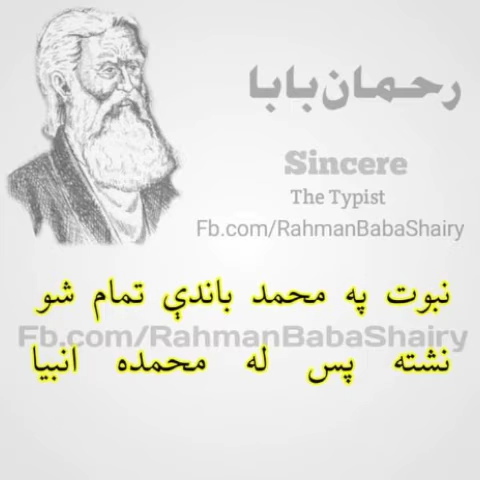 رحمان بابا
Sincere
The Typist
Fb.com/RahmanBabaShairy
نبوت په محمد باندې تمام شو
Fb.com/RahmanBabaShairy
نشته پس له محمده انبيا